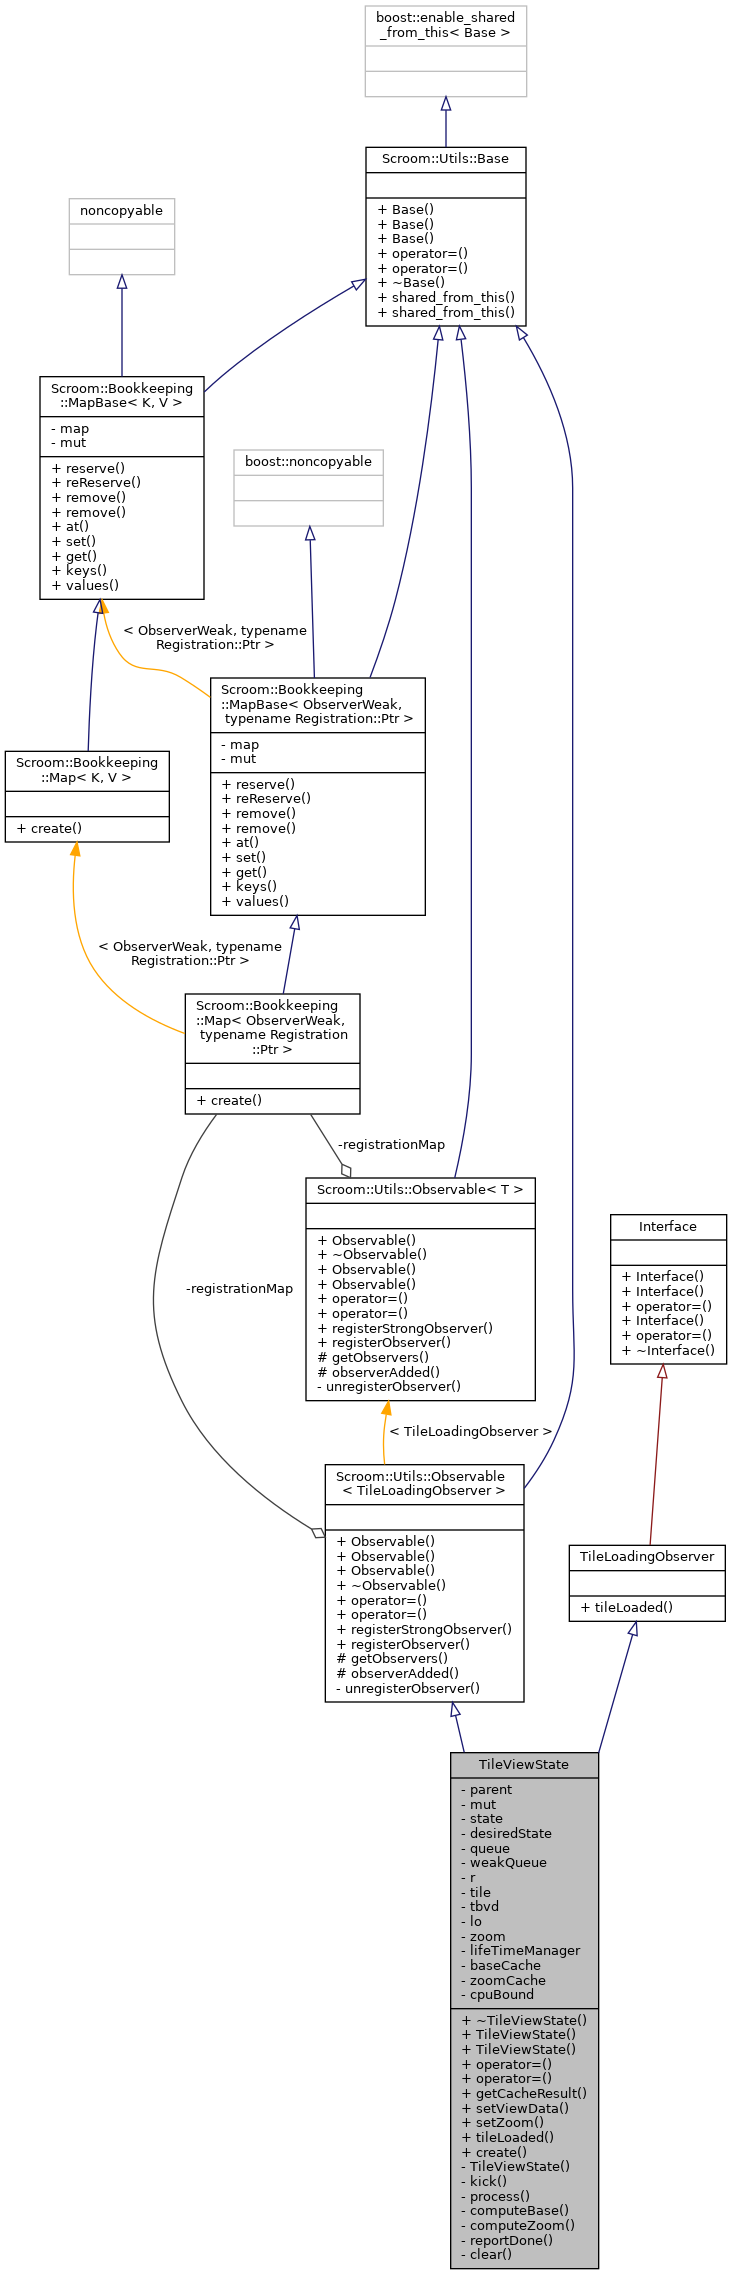 boost::enable_shared
_from_this< Base >
Scroom::Utils::Base
+ Base()
+ Base()
+ Base()
+ operator=()
+ operator=()
+ ~Base()
+ shared_from_this()
+ shared_from_this()
noncopyable
Scroom::Bookkeeping
::MapBase< K, V >
- map
- mut
+ reserve()
+ reReserve()
+ remove()
+ remove()
+ at()
+ set()
+ get()
+ keys()
+ values()
boost::noncopyable
< ObserverWeak, typename
Registration::Ptr >
Scroom::Bookkeeping
::MapBase< ObserverWeak,
typename Registration::Ptr >
- map
- mut
+ reserve()
+ reReserve()
+ remove()
+ remove()
+ at()
+ set()
+ get()
+ keys()
+ values()
Scroom::Bookkeeping
::Map< K, V >
+ create()
< ObserverWeak, typename
Registration::Ptr >
Scroom::Bookkeeping
::Map< ObserverWeak,
typename Registration
::Ptr >
+ create()
-registrationMap
Scroom::Utils::Observable< T >
+ Observable()
+ ~Observable()
+ Observable()
+ Observable()
+ operator=()
+ operator=()
+ registerStrongObserver()
+ registerObserver()
# getObservers()
# observerAdded()
- unregisterObserver()
-registrationMap
Interface
+ Interface()
+ Interface()
+ operator=()
+ Interface()
+ operator=()
+ ~Interface()
< TileLoadingObserver >
Scroom::Utils::Observable
< TileLoadingObserver >
+ Observable()
+ Observable()
+ Observable()
+ ~Observable()
+ operator=()
+ operator=()
+ registerStrongObserver()
+ registerObserver()
# getObservers()
# observerAdded()
- unregisterObserver()
TileLoadingObserver
+ tileLoaded()
TileViewState
- parent
- mut
- state
- desiredState
- queue
- weakQueue
- r
- tile
- tbvd
- lo
- zoom
- lifeTimeManager
- baseCache
- zoomCache
- cpuBound
+ ~TileViewState()
+ TileViewState()
+ TileViewState()
+ operator=()
+ operator=()
+ getCacheResult()
+ setViewData()
+ setZoom()
+ tileLoaded()
+ create()
- TileViewState()
- kick()
- process()
- computeBase()
- computeZoom()
- reportDone()
- clear()